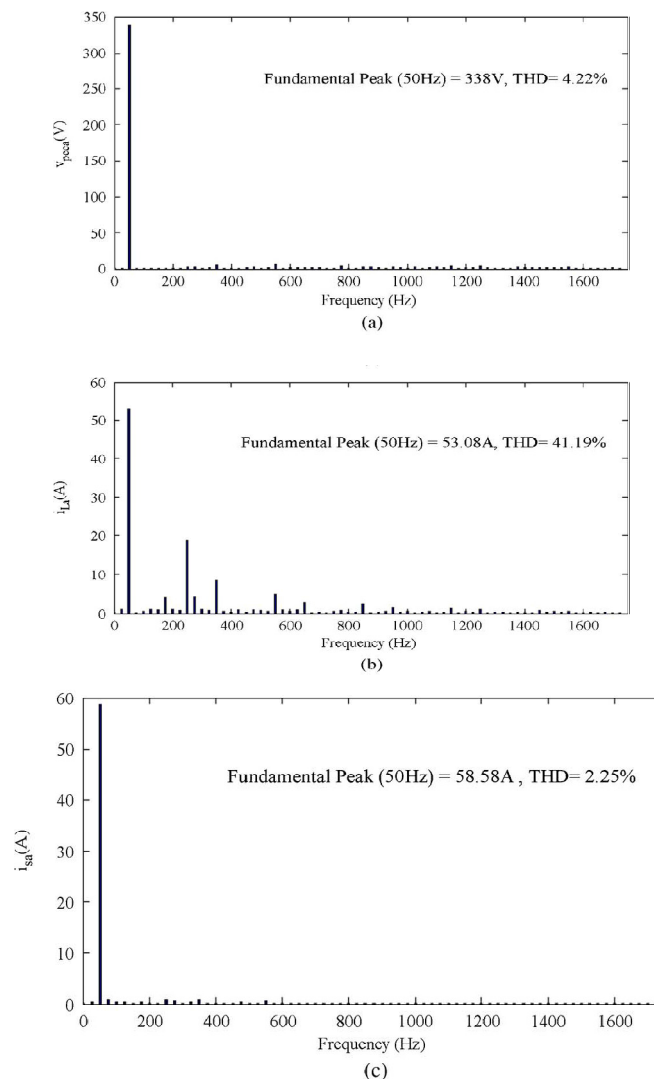 350
300
250
200
150
100
50
0
v_pcca(V)
Fundamental Peak (50Hz) = 338V, THD= 4.22%
0 200 400 600 800 1000 1200 1400 1600
Frequency (Hz)
(a)
60
50
40
30
20
10
0
i_La(A)
Fundamental Peak (50Hz) = 53.08A, THD= 41.19%
0 200 400 600 800 1000 1200 1400 1600
Frequency (Hz)
(b)
60
50
40
30
20
10
0
i_sa(A)
Fundamental Peak (50Hz) = 58.58A , THD= 2.25%
0 200 400 600 800 1000 1200 1400 1600
Frequency (Hz)
(c)